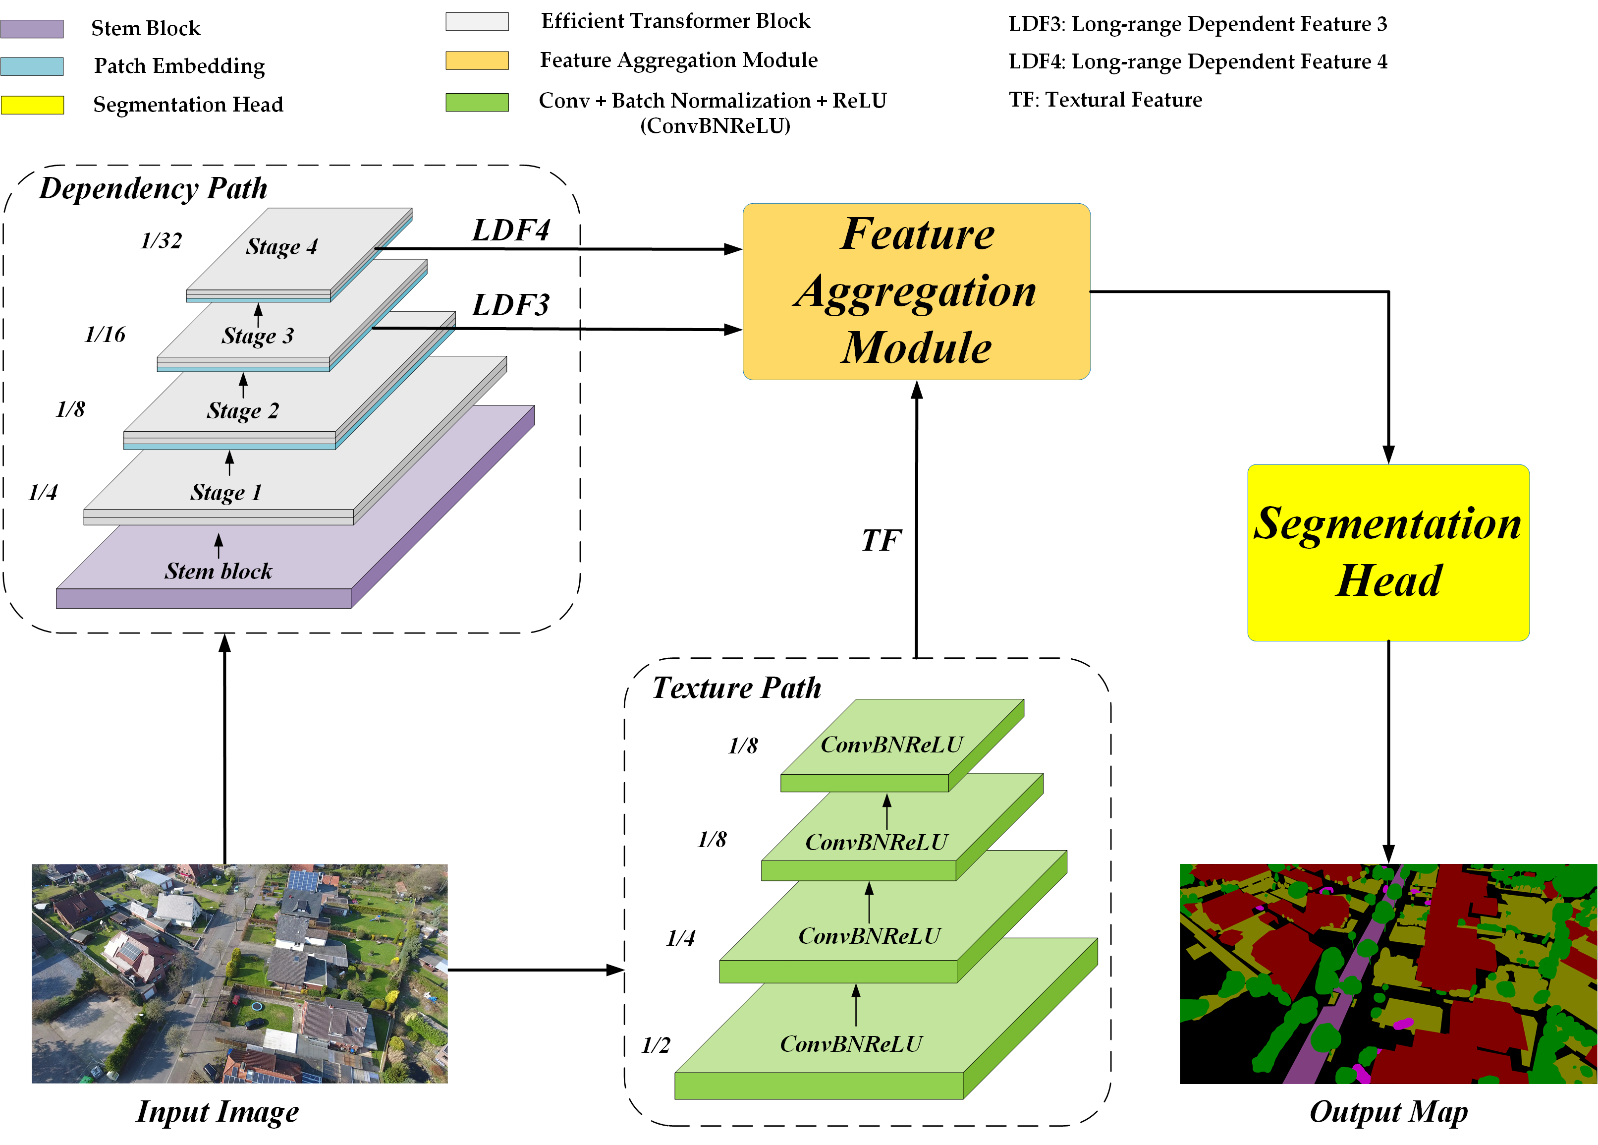 Stem Block
Patch Embedding
Segmentation Head
Efficient Transformer Block
Feature Aggregation Module
Conv + Batch Normalization + ReLU
(ConvBNReLU)
LDF3: Long-range Dependent Feature 3
LDF4: Long-range Dependent Feature 4
TF: Textural Feature
Dependency Path
1/32
Stage 4
1/16
Stage 3
1/8
Stage 2
1/4
Stage 1
Stem block
LDF4
LDF3
Feature
Aggregation
Module
TF
Segmentation
Head
Texture Path
1/8
ConvBNReLU
1/8
ConvBNReLU
1/4
ConvBNReLU
1/2
ConvBNReLU
Input Image
Output Map